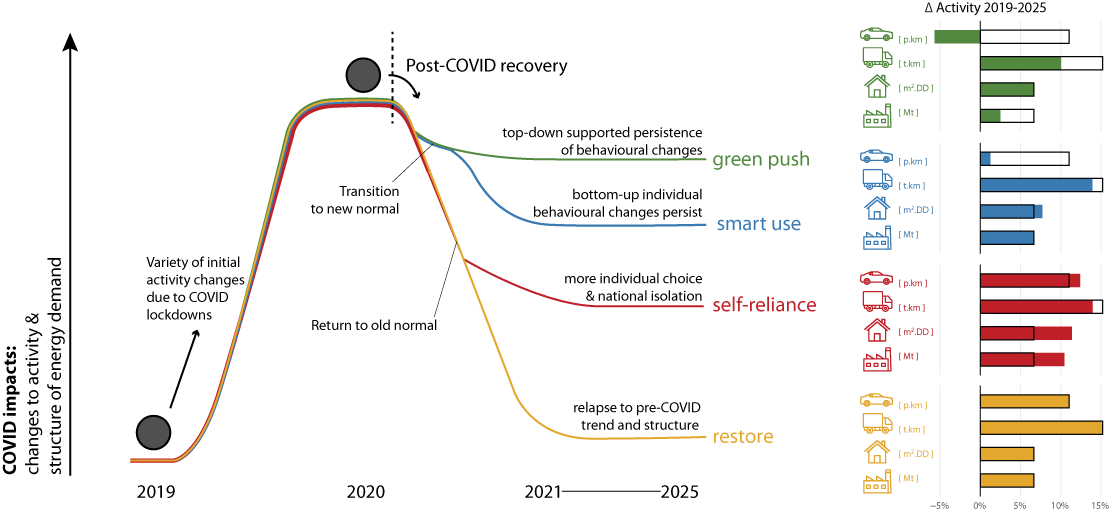 Δ Activity 2019-2025
Post-COVID recovery
top-down supported persistence
of behavioural changes
green push
Transition
to new normal
bottom-up individual
behavioural changes persist
smart use
Variety of initial
activity changes
due to COVID
lockdowns
more individual choice
& national isolation
self-reliance
Return to old normal
relapse to pre-COVID
trend and structure
restore
COVID impacts:
changes to activity &
structure of energy demand
2019
2020
2021
2025
[ p.km ]
[ t.km ]
[ m².DD ]
[ Mt ]
[ p.km ]
[ t.km ]
[ m².DD ]
[ Mt ]
[ p.km ]
[ t.km ]
[ m².DD ]
[ Mt ]
[ p.km ]
[ t.km ]
[ m².DD ]
[ Mt ]
−5% 0% 5% 10% 15%